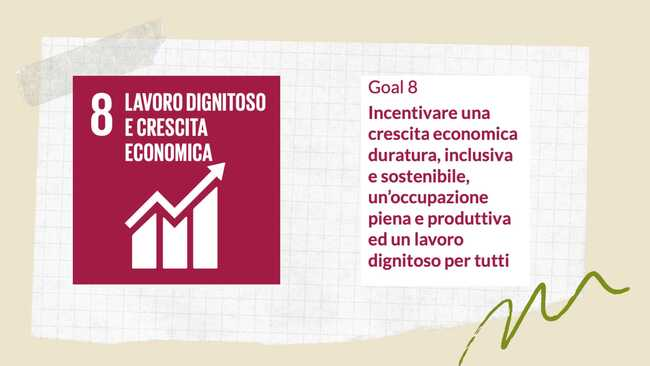 8 LAVORO DIGNITOSO
E CRESCITA
ECONOMICA
Goal 8
Incentivare una
crescita economica
duratura, inclusiva
e sostenibile,
un’occupazione
piena e produttiva
ed un lavoro
dignitoso per tutti